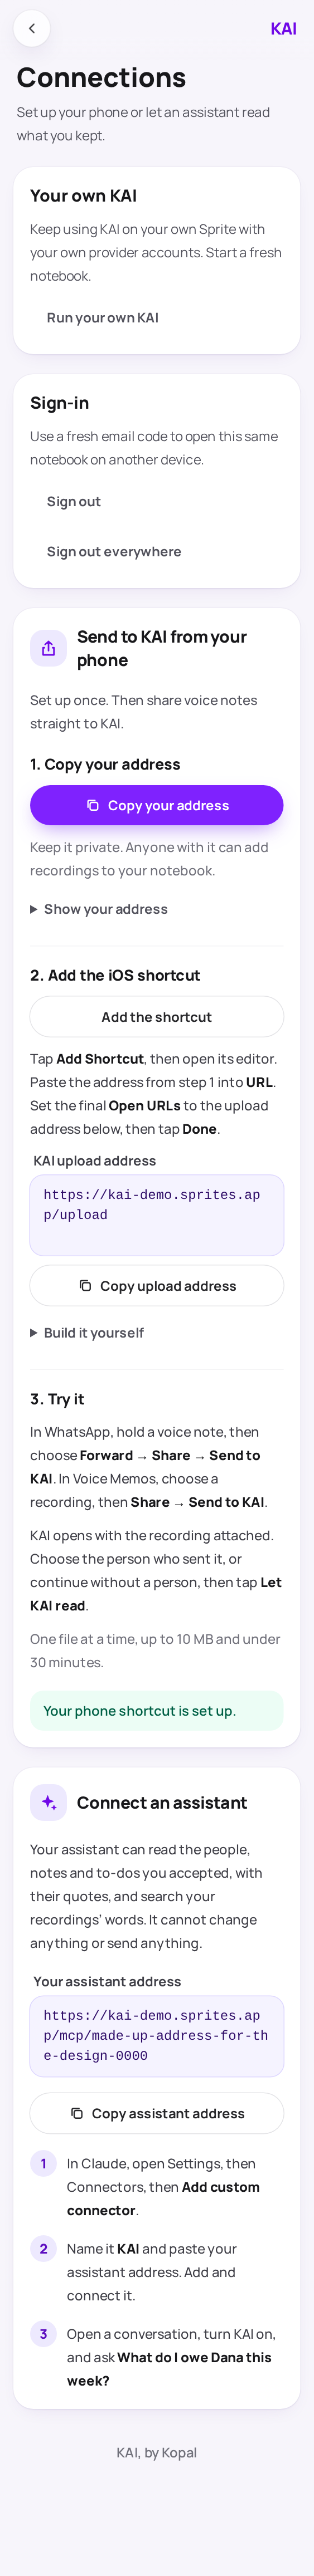 KAI
Connections
Set up your phone or let an assistant read
what you kept.
Your own KAI
Keep using KAI on your own Sprite with
your own provider accounts. Start a fresh
notebook.
Run your own KAI
Sign-in
Use a fresh email code to open this same
notebook on another device.
Sign out
Sign out everywhere
Send to KAI from your
phone
Set up once. Then share voice notes
straight to KAI.
1. Copy your address
Copy your address
Keep it private. Anyone with it can add
recordings to your notebook.
Show your address
2. Add the iOS shortcut
Add the shortcut
Tap Add Shortcut, then open its editor.
Paste the address from step 1 into URL.
Set the final Open URLs to the upload
address below, then tap Done.
KAI upload address
https://kai-demo.sprites.ap
p/upload
Copy upload address
Build it yourself
3. Try it
In WhatsApp, hold a voice note, then
choose Forward → Share → Send to
KAI. In Voice Memos, choose a
recording, then Share → Send to KAI.
KAI opens with the recording attached.
Choose the person who sent it, or
continue without a person, then tap Let
KAI read.
One file at a time, up to 10 MB and under
30 minutes.
Your phone shortcut is set up.
Connect an assistant
Your assistant can read the people,
notes and to-dos you accepted, with
their quotes, and search your
recordings’ words. It cannot change
anything or send anything.
Your assistant address
https://kai-demo.sprites.ap
p/mcp/made-up-address-for-th
e-design-0000
Copy assistant address
1 In Claude, open Settings, then
Connectors, then Add custom
connector.
2 Name it KAI and paste your
assistant address. Add and
connect it.
3 Open a conversation, turn KAI on,
and ask What do I owe Dana this
week?
KAI, by Kopal